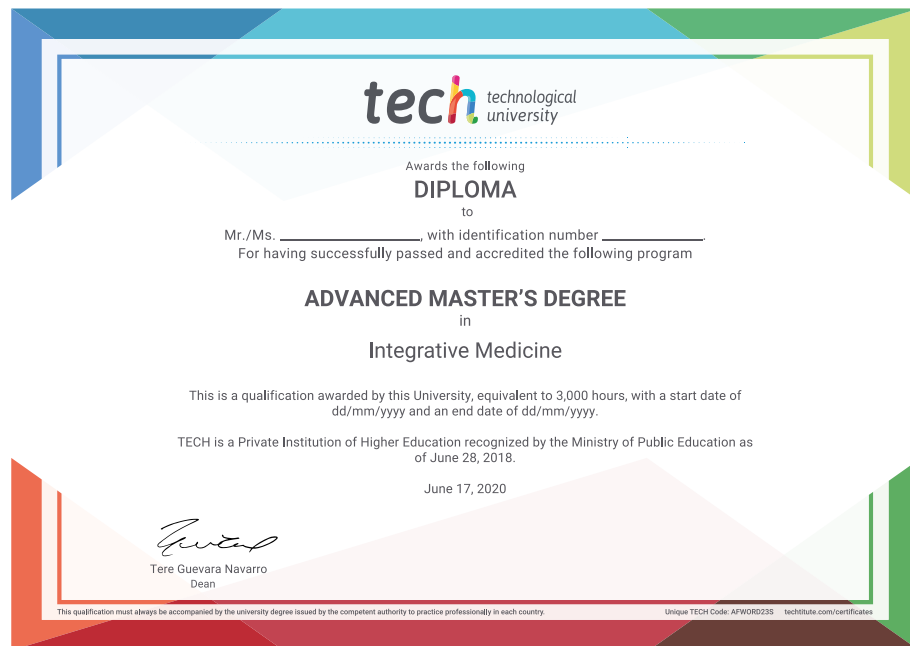 tech technological
university
Awards the following
DIPLOMA
to
Mr./Ms. ____________________, with identification number ______________.
For having successfully passed and accredited the following program
ADVANCED MASTER'S DEGREE
in
Integrative Medicine
This is a qualification awarded by this University, equivalent to 3,000 hours, with a start date of
dd/mm/yyyy and an end date of dd/mm/yyyy.
TECH is a Private Institution of Higher Education recognized by the Ministry of Public Education as
of June 28, 2018.
June 17, 2020
Tere Guevara Navarro
Dean
This qualification must always be accompanied by the university degree issued by the competent authority to practice professionally in each country.
Unique TECH Code: AFWORD23S techtitute.com/certificates